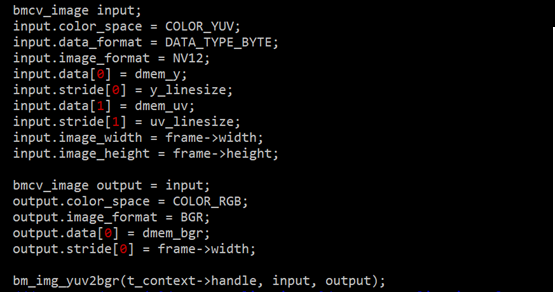 bmcv_image input;
input.color_space = COLOR_YUV;
input.data_format = DATA_TYPE_BYTE;
input.image_format = NV12;
input.data[0] = dmem_y;
input.stride[0] = y_linesize;
input.data[1] = dmem_uv;
input.stride[1] = uv_linesize;
input.image_width = frame->width;
input.image_height = frame->height;

bmcv_image output = input;
output.color_space = COLOR_RGB;
output.image_format = BGR;
output.data[0] = dmem_bgr;
output.stride[0] = frame->width;

bm_img_yuv2bgr(t_context->handle, input, output);